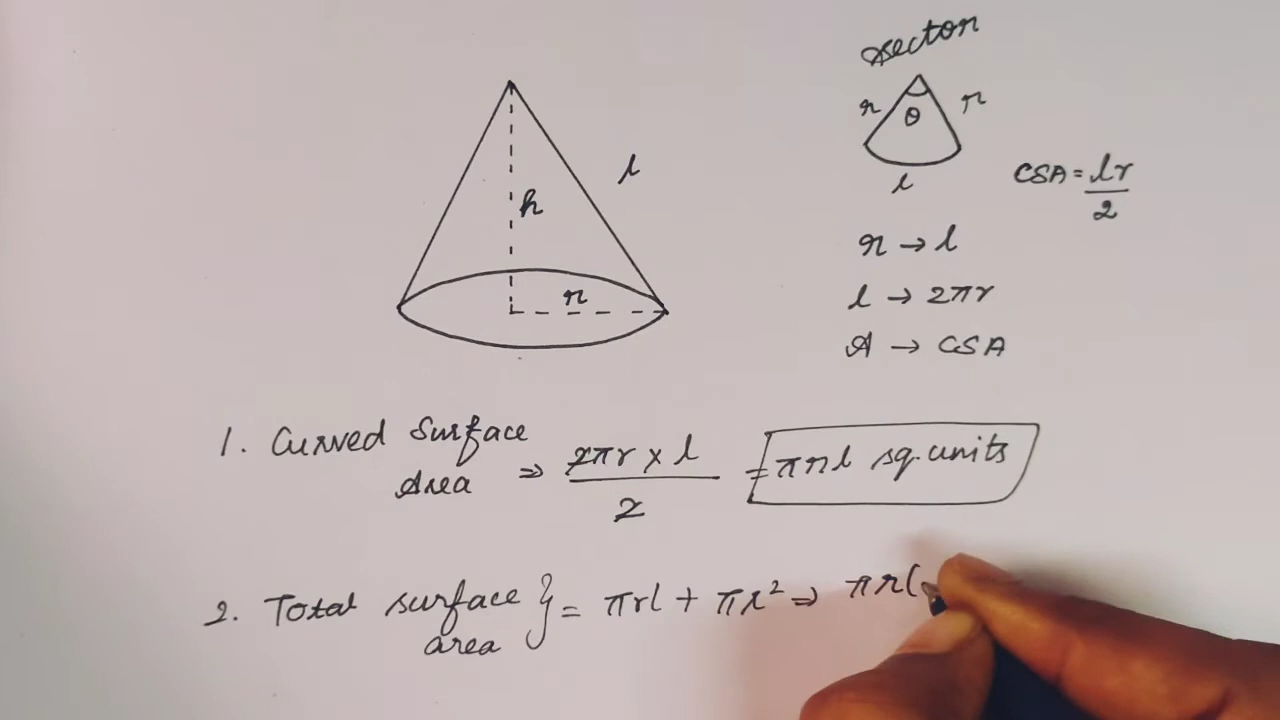 sector
r θ r
l
CSA = lr/2
r → l
l → 2πr
A → CSA
l
h
r
1. Curved Surface
Area ⇒ 2πr × l/2 = πrl sq.units
2. Total surface
area } = πrl + πr² ⇒ πr(